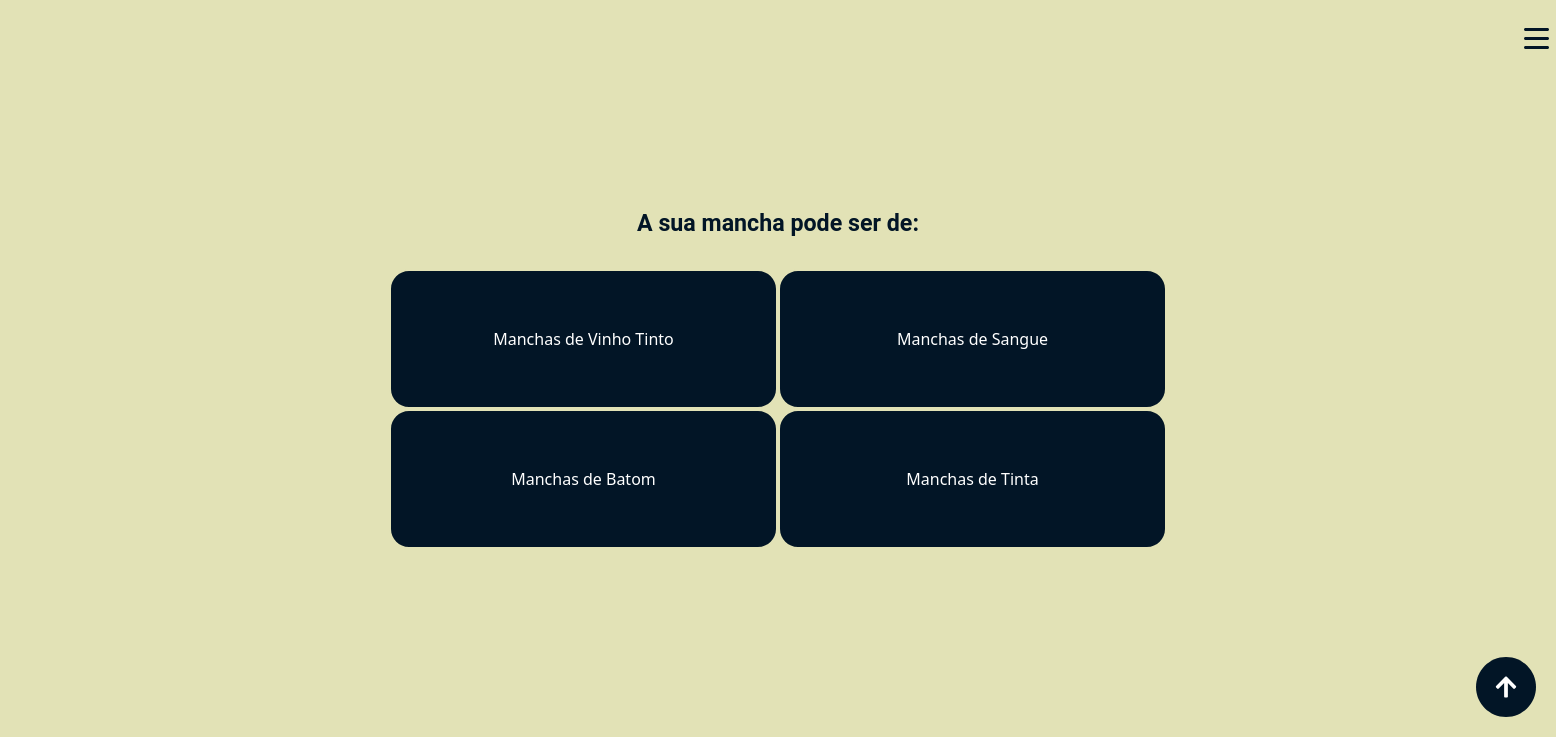 A sua mancha pode ser de:
Manchas de Vinho Tinto
Manchas de Sangue
Manchas de Batom
Manchas de Tinta